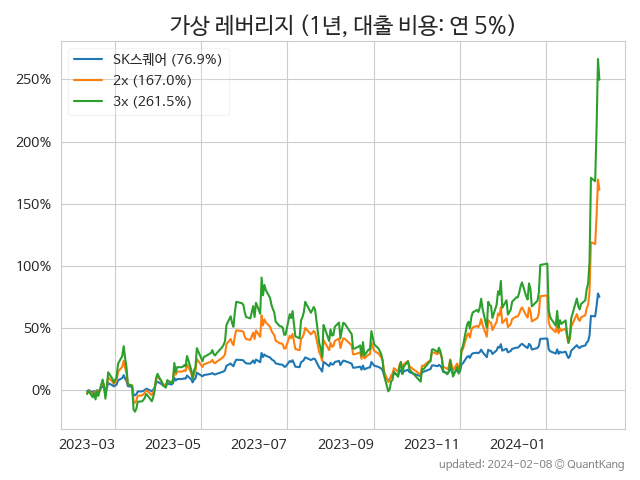 가상 레버리지 (1년, 대출 비용: 연 5%)
SK스퀘어 (76.9%)
2x (167.0%)
3x (261.5%)
250%
200%
150%
100%
50%
0%
2023-03 2023-05 2023-07 2023-09 2023-11 2024-01
updated: 2024-02-08 © QuantKang